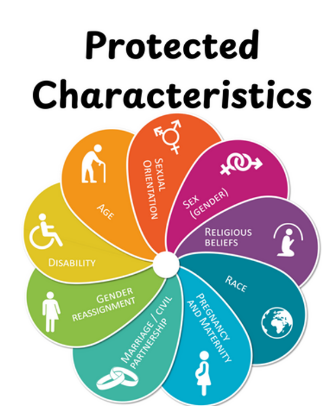 Protected
Characteristics
SEXUAL
ORIENTATION
SEX
(GENDER)
RELIGIOUS
BELIEFS
RACE
PREGNANCY
AND MATERNITY
MARRIAGE / CIVIL
PARTNERSHIP
GENDER
REASSIGNMENT
DISABILITY
AGE